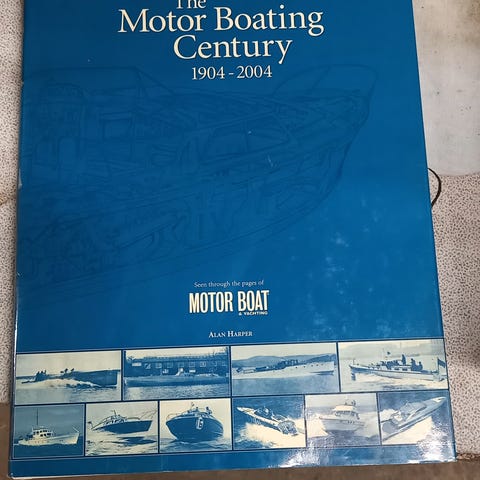 The
Motor Boating
Century
1904 - 2004
Seen through the pages of
MOTOR BOAT
& YACHTING
ALAN HARPER